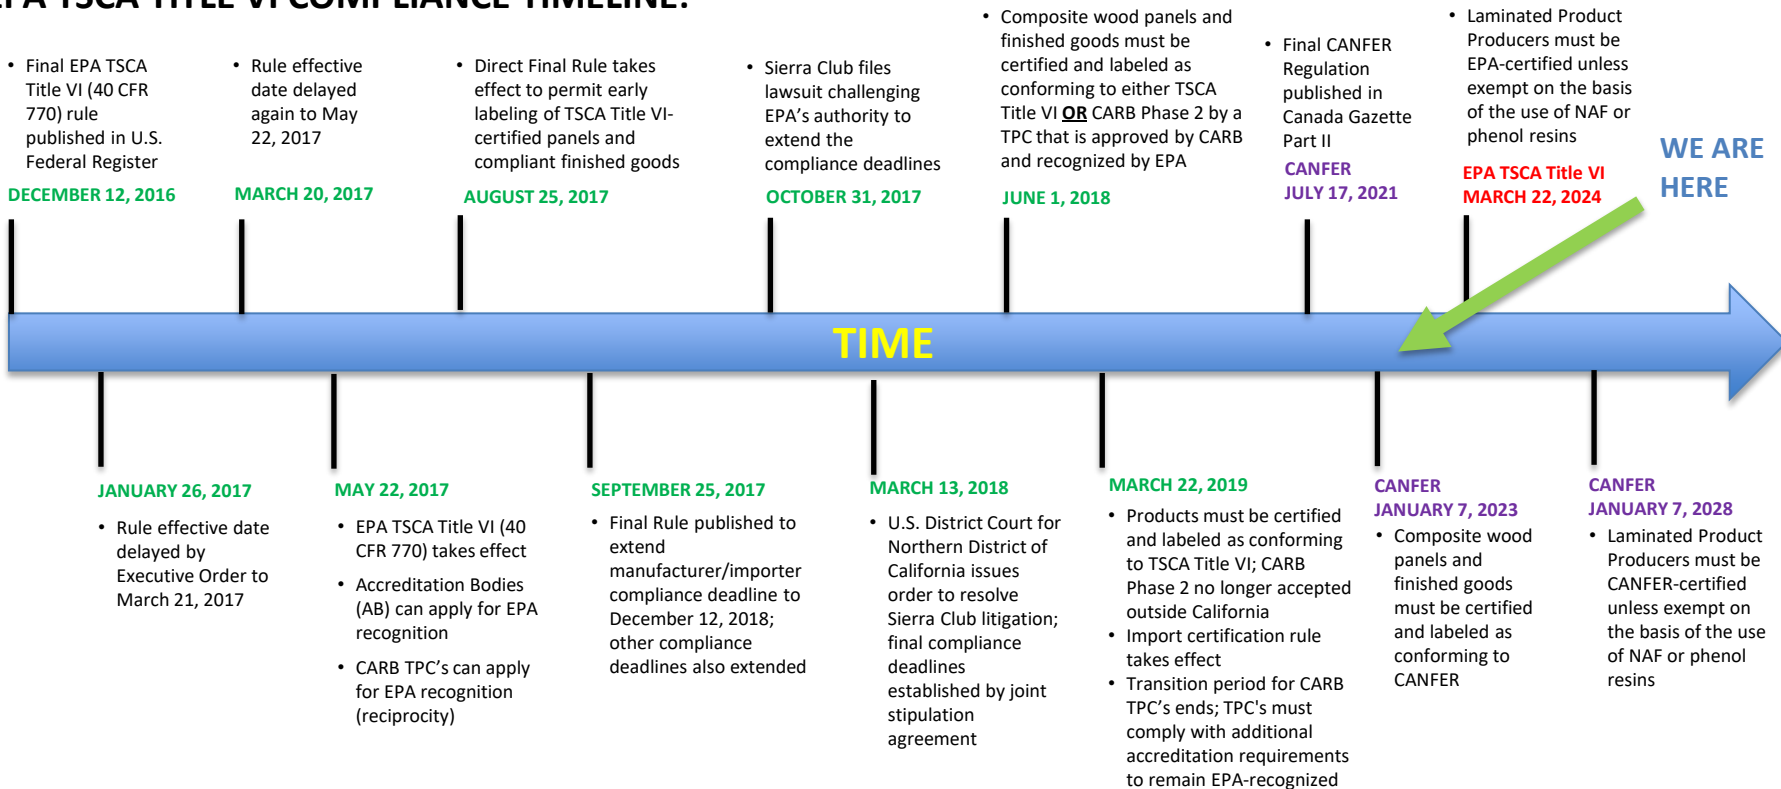 EPA TSCA TITLE VI COMPLIANCE TIMELINE:
• Final EPA TSCA
Title VI (40 CFR
770) rule
published in U.S.
Federal Register
DECEMBER 12, 2016
• Rule effective
date delayed
again to May
22, 2017
MARCH 20, 2017
• Direct Final Rule takes
effect to permit early
labeling of TSCA Title VI-
certified panels and
compliant finished goods
AUGUST 25, 2017
• Sierra Club files
lawsuit challenging
EPA’s authority to
extend the
compliance deadlines
OCTOBER 31, 2017
• Composite wood panels and
finished goods must be
certified and labeled as
conforming to either TSCA
Title VI OR CARB Phase 2 by a
TPC that is approved by CARB
and recognized by EPA
JUNE 1, 2018
• Final CANFER
Regulation
published in
Canada Gazette
Part II
CANFER
JULY 17, 2021
• Laminated Product
Producers must be
EPA-certified unless
exempt on the basis
of the use of NAF or
phenol resins
EPA TSCA Title VI
MARCH 22, 2024
WE ARE
HERE
TIME
JANUARY 26, 2017
• Rule effective date
delayed by
Executive Order to
March 21, 2017
MAY 22, 2017
• EPA TSCA Title VI (40
CFR 770) takes effect
• Accreditation Bodies
(AB) can apply for EPA
recognition
• CARB TPC’s can apply
for EPA recognition
(reciprocity)
SEPTEMBER 25, 2017
• Final Rule published to
extend
manufacturer/importer
compliance deadline to
December 12, 2018;
other compliance
deadlines also extended
MARCH 13, 2018
• U.S. District Court for
Northern District of
California issues
order to resolve
Sierra Club litigation;
final compliance
deadlines
established by joint
stipulation
agreement
MARCH 22, 2019
• Products must be certified
and labeled as conforming
to TSCA Title VI; CARB
Phase 2 no longer accepted
outside California
• Import certification rule
takes effect
• Transition period for CARB
TPC’s ends; TPC's must
comply with additional
accreditation requirements
to remain EPA-recognized
CANFER
JANUARY 7, 2023
• Composite wood
panels and
finished goods
must be certified
and labeled as
conforming to
CANFER
CANFER
JANUARY 7, 2028
• Laminated Product
Producers must be
CANFER-certified
unless exempt on
the basis of the use
of NAF or phenol
resins